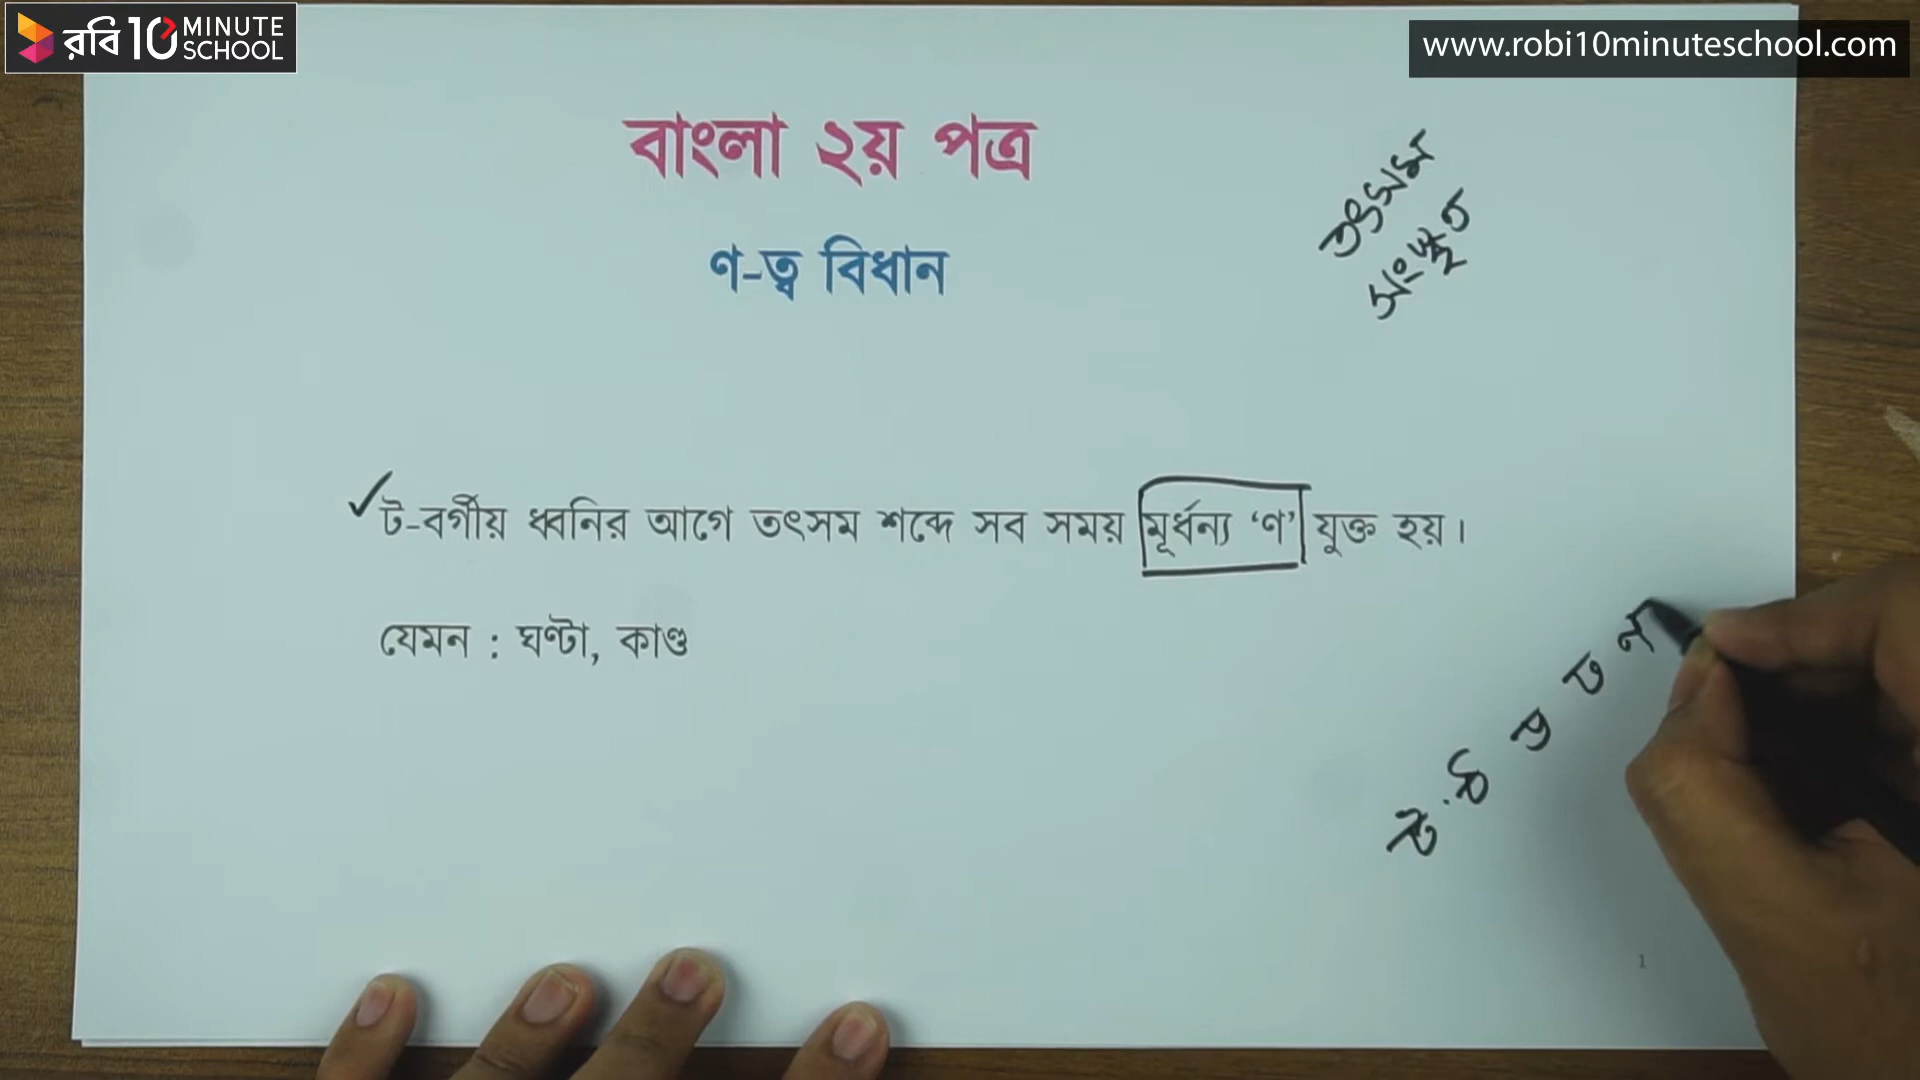 রবি 10 MINUTE SCHOOL
www.robi10minuteschool.com
বাংলা ২য় পত্র
ণ-ত্ব বিধান
তৎসম
সংস্কৃত
ট-বর্গীয় ধ্বনির আগে তৎসম শব্দে সব সময় মূর্ধন্য ‘ণ’ যুক্ত হয়।
যেমন : ঘণ্টা, কাণ্ড
ট ঠ ড ঢ ণ
1